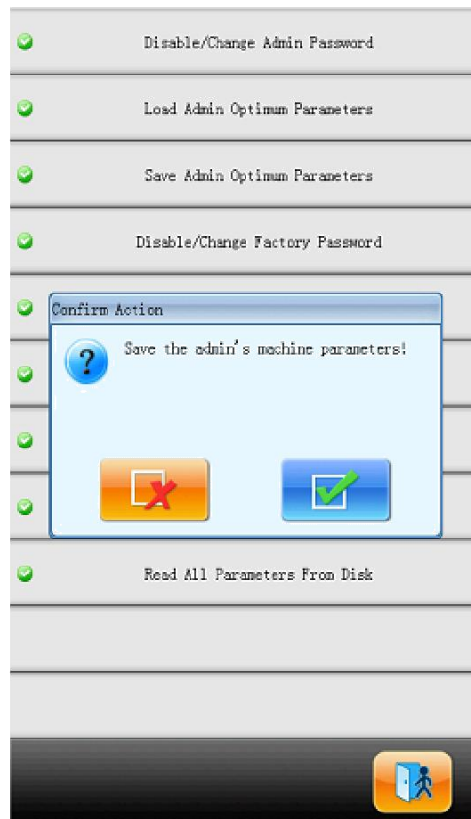 Disable/Change Admin Password
Load Admin Optimum Parameters
Save Admin Optimum Parameters
Disable/Change Factory Password
Confirm Action
Save the admin's machine parameters!
Read All Parameters From Disk